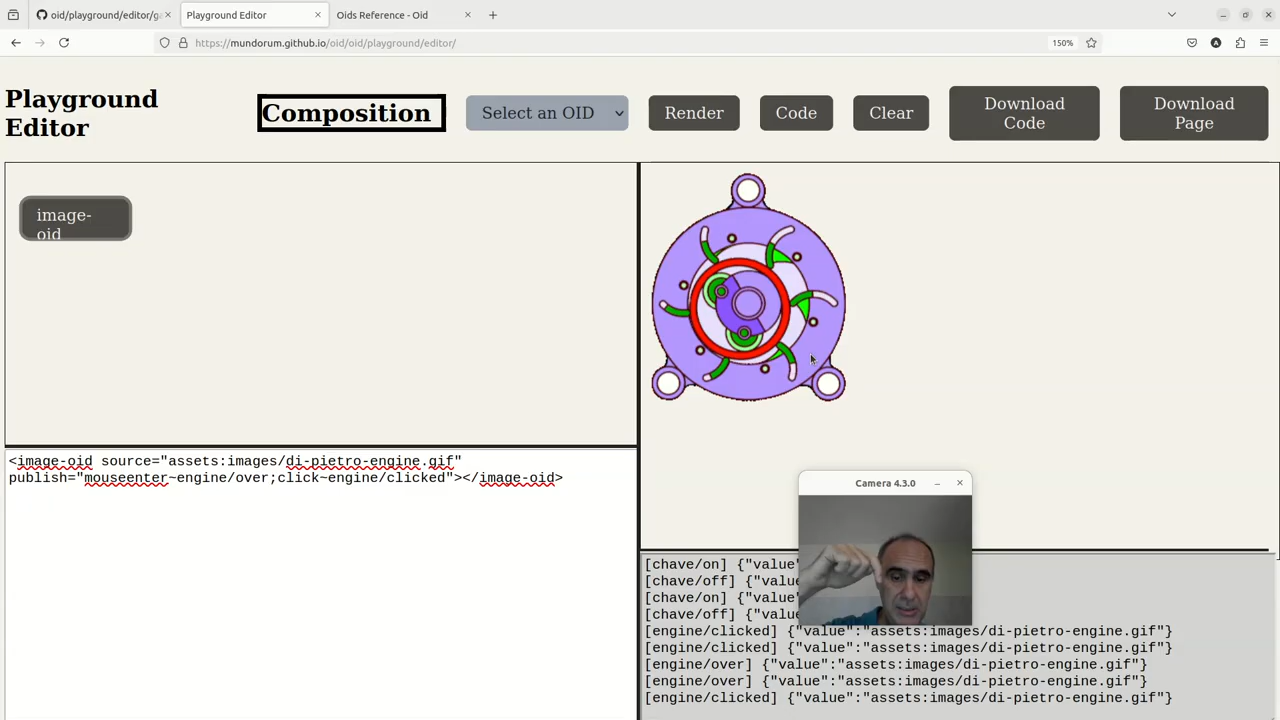 oid/playground/editor/ga
Playground Editor
Oids Reference - Oid
https://mundorum.github.io/oid/oid/playground/editor/
150%
A
Playground
Editor
Composition
Select an OID
Render
Code
Clear
Download
Code
Download
Page
image-
oid
<image-oid source="assets:images/di-pietro-engine.gif"
publish="mouseenter~engine/over;click~engine/clicked"></image-oid>
Camera 4.3.0
[chave/on] {"value"
[chave/off] {"valu
[chave/on] {"value"
[chave/off] {"valu
[engine/clicked] {"value":"assets:images/di-pietro-engine.gif"}
[engine/clicked] {"value":"assets:images/di-pietro-engine.gif"}
[engine/over] {"value":"assets:images/di-pietro-engine.gif"}
[engine/over] {"value":"assets:images/di-pietro-engine.gif"}
[engine/clicked] {"value":"assets:images/di-pietro-engine.gif"}